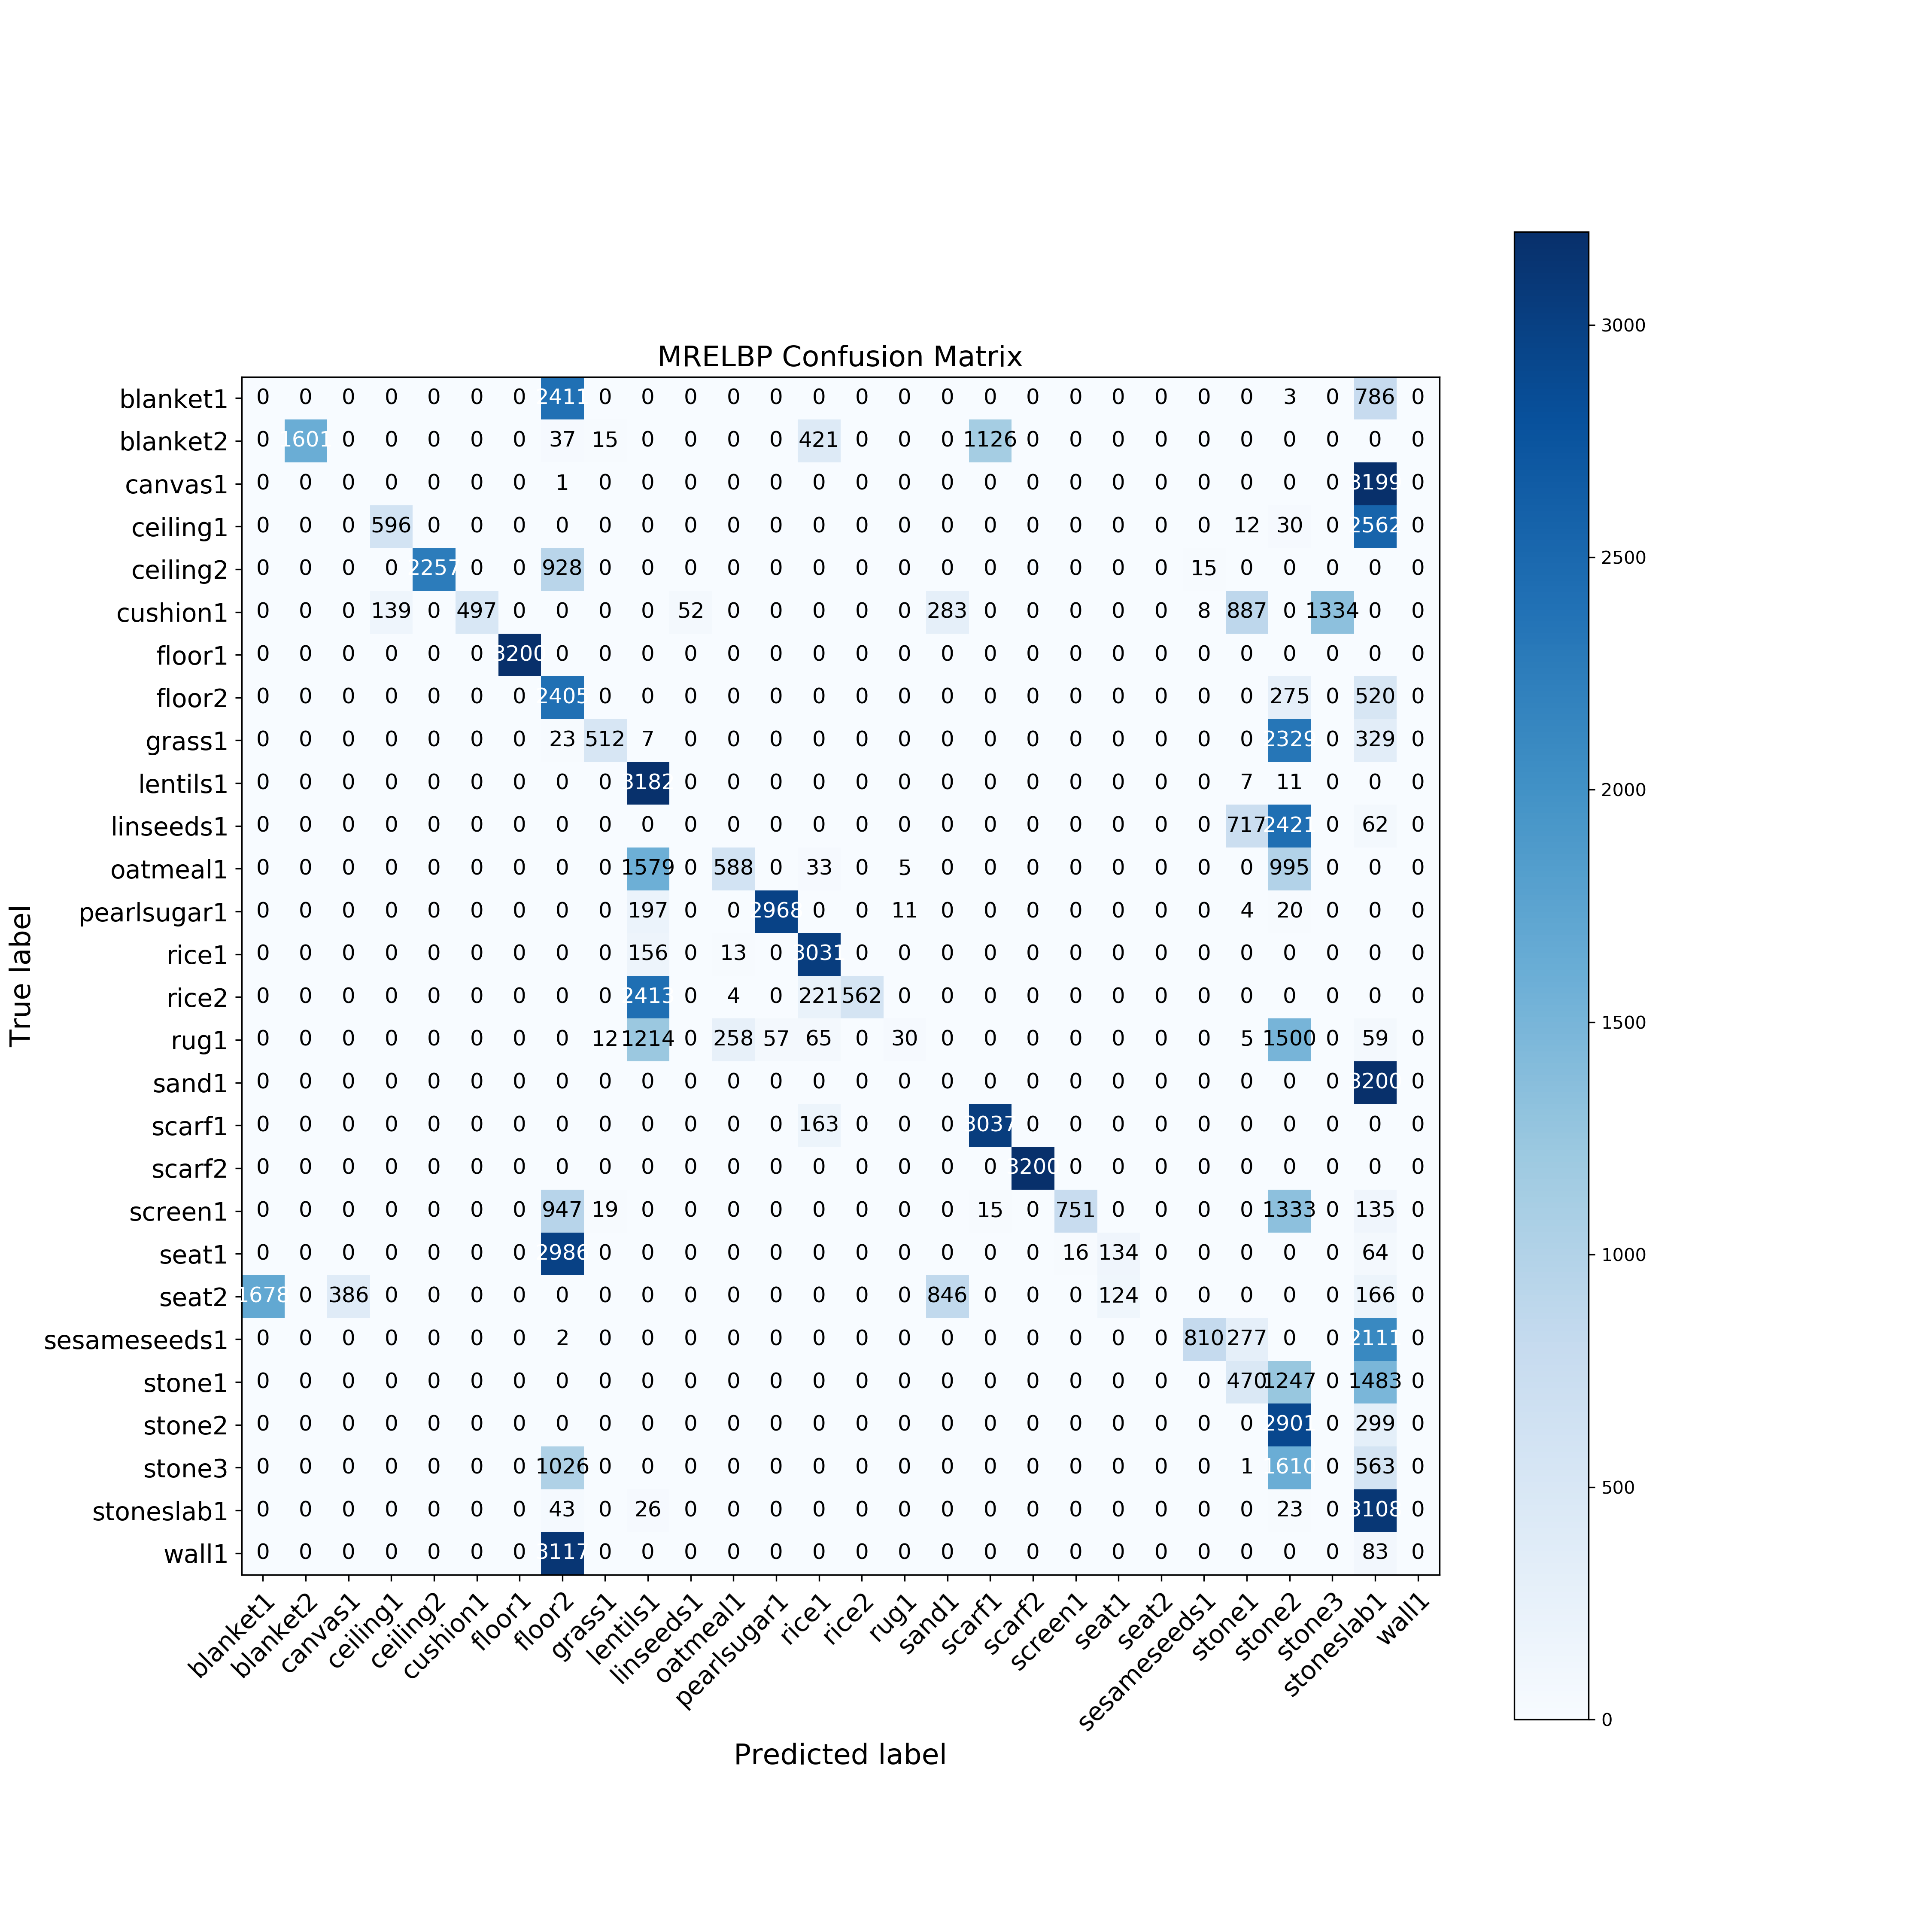 MRELBP Confusion Matrix
True label
blanket1 0 0 0 0 0 0 0 2411 0 0 0 0 0 0 0 0 0 0 0 0 0 0 0 0 3 0 786 0
blanket2 0 1601 0 0 0 0 0 37 15 0 0 0 0 421 0 0 0 1126 0 0 0 0 0 0 0 0 0 0
canvas1 0 0 0 0 0 0 0 1 0 0 0 0 0 0 0 0 0 0 0 0 0 0 0 0 0 0 3199 0
ceiling1 0 0 0 596 0 0 0 0 0 0 0 0 0 0 0 0 0 0 0 0 0 0 0 12 30 0 2562 0
ceiling2 0 0 0 0 2257 0 0 928 0 0 0 0 0 0 0 0 0 0 0 0 0 0 15 0 0 0 0 0
cushion1 0 0 0 139 0 497 0 0 0 0 52 0 0 0 0 0 283 0 0 0 0 0 8 887 0 1334 0 0
floor1 0 0 0 0 0 0 3200 0 0 0 0 0 0 0 0 0 0 0 0 0 0 0 0 0 0 0 0 0
floor2 0 0 0 0 0 0 0 2405 0 0 0 0 0 0 0 0 0 0 0 0 0 0 0 0 275 0 520 0
grass1 0 0 0 0 0 0 0 23 512 7 0 0 0 0 0 0 0 0 0 0 0 0 0 0 2329 0 329 0
lentils1 0 0 0 0 0 0 0 0 0 3182 0 0 0 0 0 0 0 0 0 0 0 0 0 7 11 0 0 0
linseeds1 0 0 0 0 0 0 0 0 0 0 0 0 0 0 0 0 0 0 0 0 0 0 0 717 2421 0 62 0
oatmeal1 0 0 0 0 0 0 0 0 0 1579 0 588 0 33 0 5 0 0 0 0 0 0 0 0 995 0 0 0
pearlsugar1 0 0 0 0 0 0 0 0 0 197 0 0 2968 0 0 11 0 0 0 0 0 0 0 4 20 0 0 0
rice1 0 0 0 0 0 0 0 0 0 156 0 13 0 3031 0 0 0 0 0 0 0 0 0 0 0 0 0 0
rice2 0 0 0 0 0 0 0 0 0 2413 0 4 0 221 562 0 0 0 0 0 0 0 0 0 0 0 0 0
rug1 0 0 0 0 0 0 0 0 12 1214 0 258 57 65 0 30 0 0 0 0 0 0 0 5 1500 0 59 0
sand1 0 0 0 0 0 0 0 0 0 0 0 0 0 0 0 0 0 0 0 0 0 0 0 0 0 0 3200 0
scarf1 0 0 0 0 0 0 0 0 0 0 0 0 0 163 0 0 0 3037 0 0 0 0 0 0 0 0 0 0
scarf2 0 0 0 0 0 0 0 0 0 0 0 0 0 0 0 0 0 0 3200 0 0 0 0 0 0 0 0 0
screen1 0 0 0 0 0 0 0 947 19 0 0 0 0 0 0 0 0 15 0 751 0 0 0 0 1333 0 135 0
seat1 0 0 0 0 0 0 0 2986 0 0 0 0 0 0 0 0 0 0 0 16 134 0 0 0 0 0 64 0
seat2 1678 0 386 0 0 0 0 0 0 0 0 0 0 0 0 0 846 0 0 0 124 0 0 0 0 0 166 0
sesameseeds1 0 0 0 0 0 0 0 2 0 0 0 0 0 0 0 0 0 0 0 0 0 0 810 277 0 0 2111 0
stone1 0 0 0 0 0 0 0 0 0 0 0 0 0 0 0 0 0 0 0 0 0 0 0 470 1247 0 1483 0
stone2 0 0 0 0 0 0 0 0 0 0 0 0 0 0 0 0 0 0 0 0 0 0 0 0 2901 0 299 0
stone3 0 0 0 0 0 0 0 1026 0 0 0 0 0 0 0 0 0 0 0 0 0 0 0 1 1610 0 563 0
stoneslab1 0 0 0 0 0 0 0 43 0 26 0 0 0 0 0 0 0 0 0 0 0 0 0 0 23 0 3108 0
wall1 0 0 0 0 0 0 0 3117 0 0 0 0 0 0 0 0 0 0 0 0 0 0 0 0 0 0 83 0
blanket1 blanket2 canvas1 ceiling1 ceiling2 cushion1 floor1 floor2 grass1 lentils1 linseeds1 oatmeal1 pearlsugar1 rice1 rice2 rug1 sand1 scarf1 scarf2 screen1 seat1 seat2 sesameseeds1 stone1 stone2 stone3 stoneslab1 wall1
Predicted label
3000
2500
2000
1500
1000
500
0